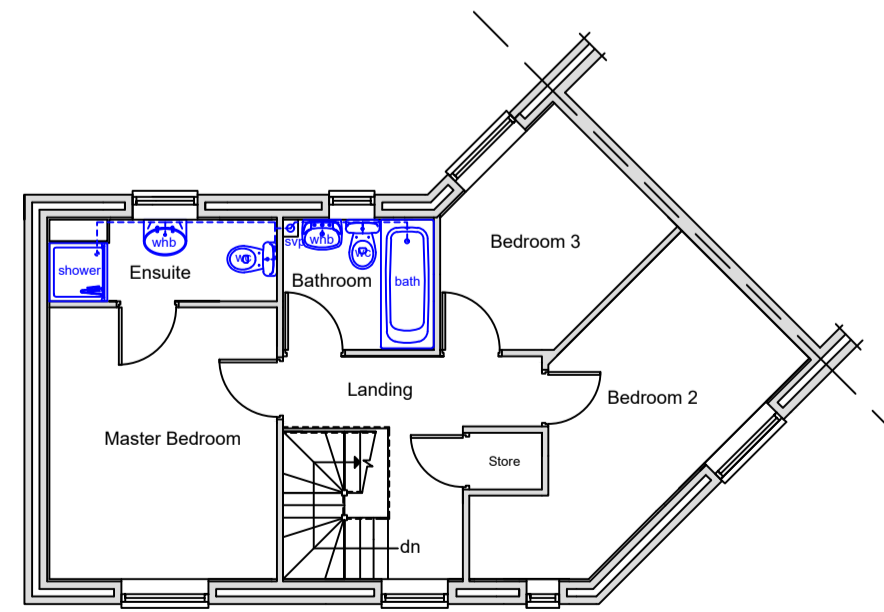 Bedroom 3
whb
svp
whb
wc
wc
shower
Ensuite
Bathroom
bath
Landing
Bedroom 2
Master Bedroom
Store
dn